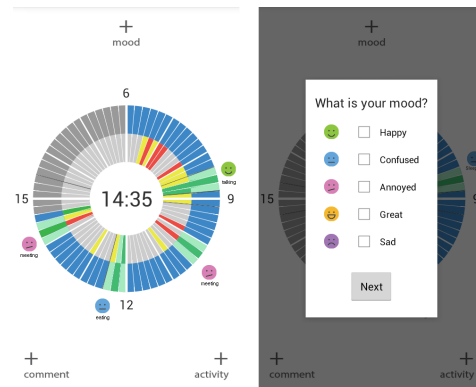 +
mood
6
talking
15
14:35
9
meeting
meeting
eating
12
+
comment
+
activity
+
mood
What is your mood?
Happy
Confused
Annoyed
Great
Sad
Next
15
9
+
comment
+
activity